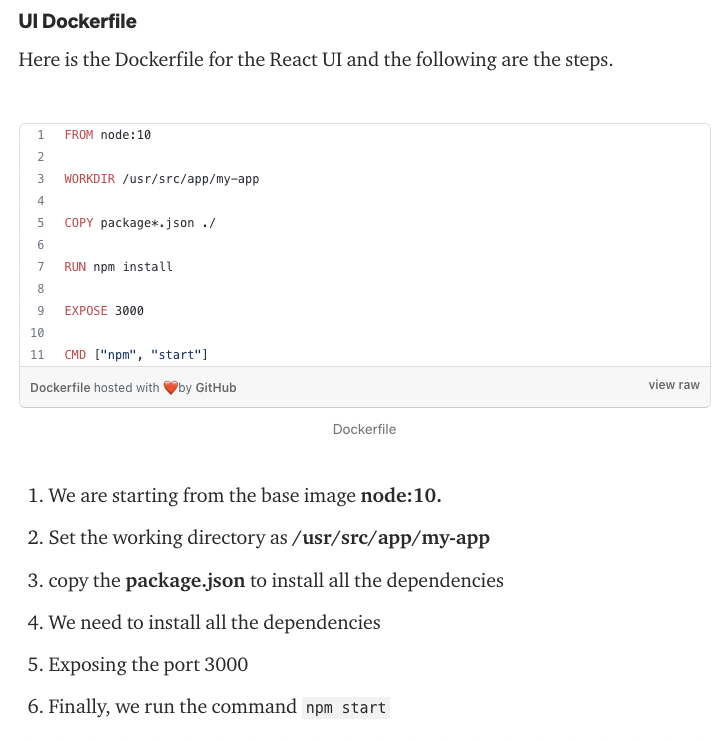 UI Dockerfile
Here is the Dockerfile for the React UI and the following are the steps.
1 FROM node:10
2
3 WORKDIR /usr/src/app/my-app
4
5 COPY package*.json ./
6
7 RUN npm install
8
9 EXPOSE 3000
10
11 CMD ["npm", "start"]
Dockerfile hosted with ❤ by GitHub view raw
Dockerfile
1. We are starting from the base image node:10.
2. Set the working directory as /usr/src/app/my-app
3. copy the package.json to install all the dependencies
4. We need to install all the dependencies
5. Exposing the port 3000
6. Finally, we run the command npm start